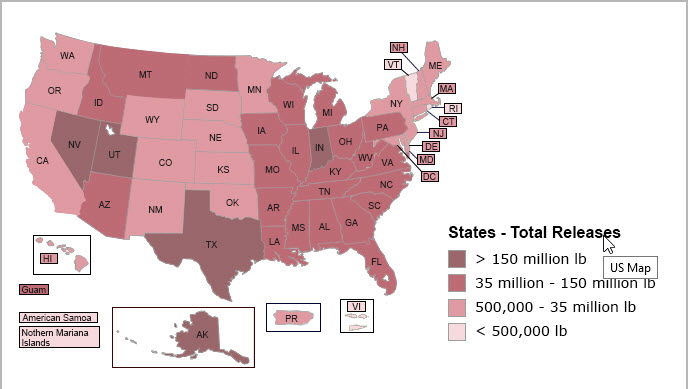 NH
WA
VT
ME
MT
ND
MN
OR
MA
ID
WI
SD
MI
NY
RI
WY
CT
IA
PA
NJ
NE
NV
OH
IN
IL
DE
UT
MD
CA
CO
WV
VA
KS
MO
KY
DC
NC
TN
OK
AZ
NM
AR
SC
MS
AL
GA
TX
LA
FL
HI
Guam
American Samoa
Nothern Mariana
Islands
AK
PR
VI
States - Total Releases
> 150 million lb
US Map
35 million - 150 million lb
500,000 - 35 million lb
< 500,000 lb